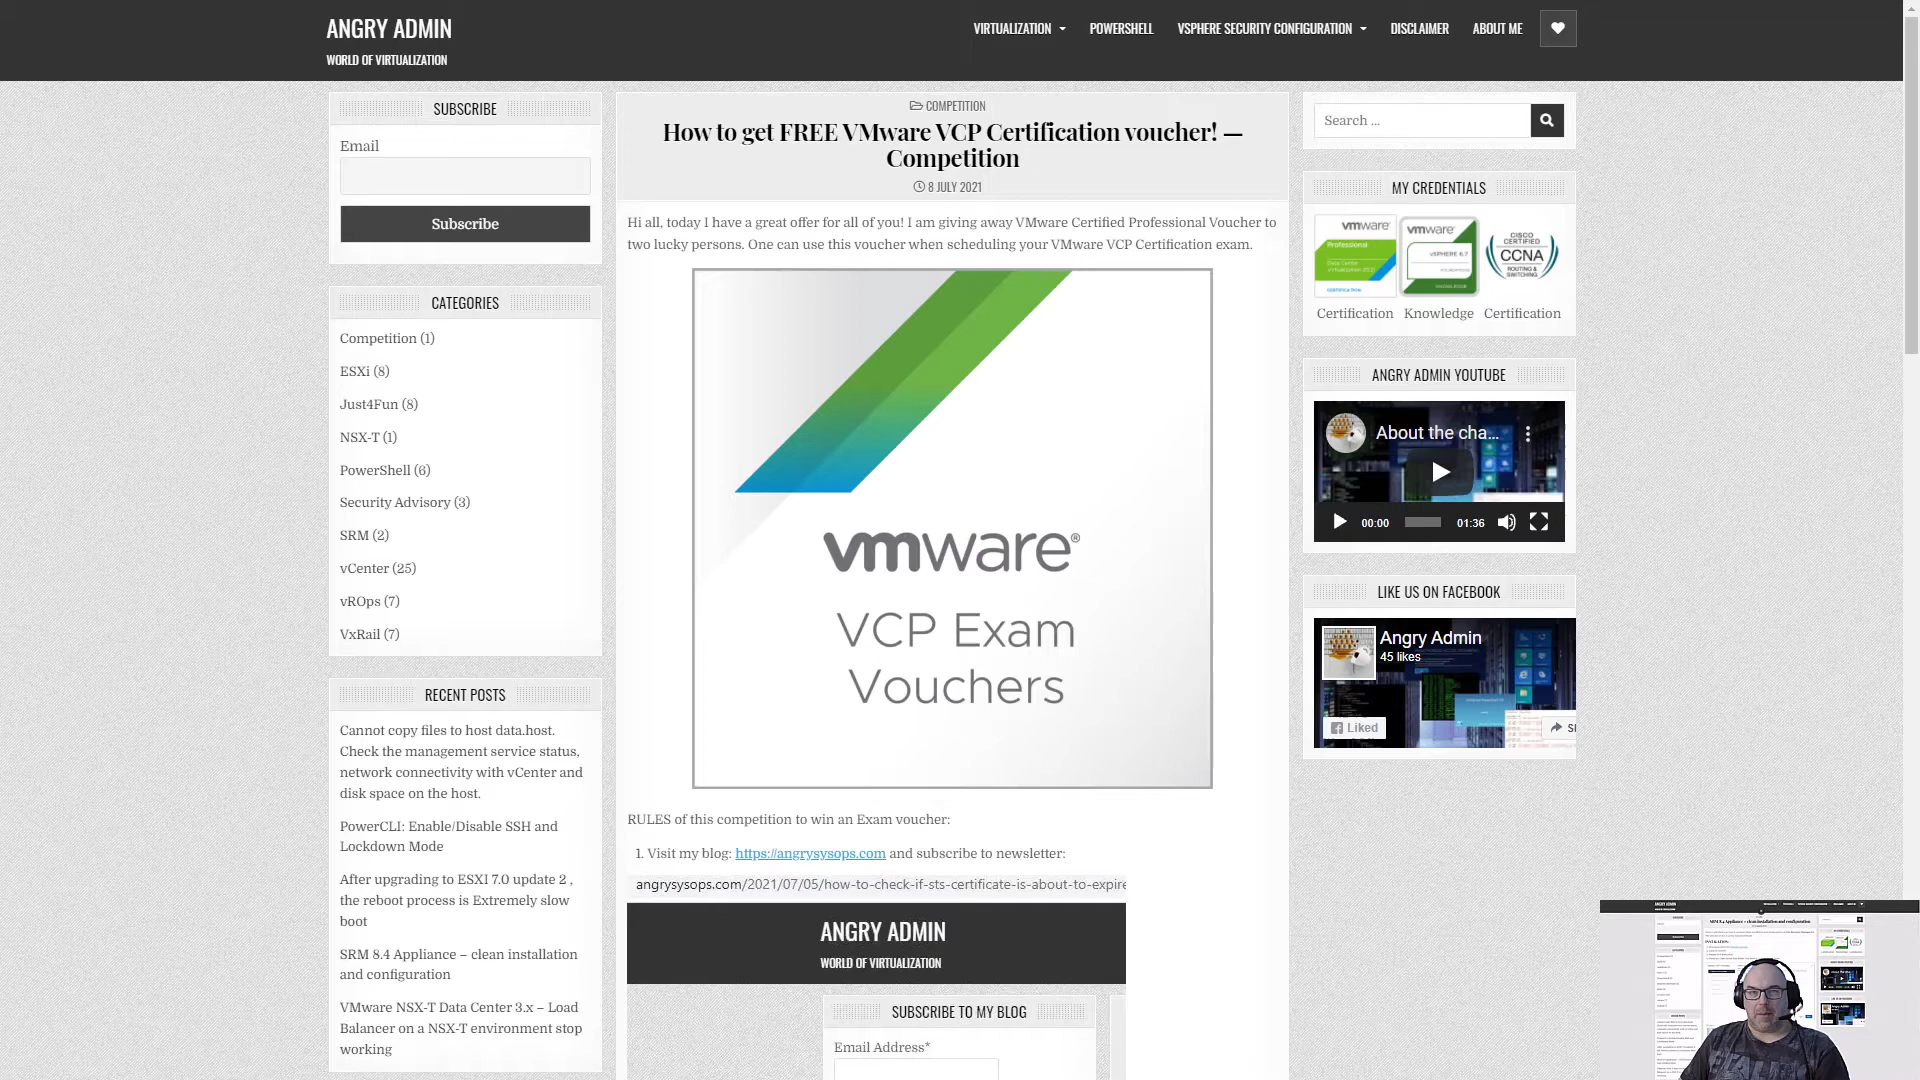 ANGRY ADMIN
WORLD OF VIRTUALIZATION
VIRTUALIZATION
POWERSHELL
VSPHERE SECURITY CONFIGURATION
DISCLAIMER
ABOUT ME
SUBSCRIBE
Email
Subscribe
CATEGORIES
Competition (1)
ESXi (8)
Just4Fun (8)
NSX-T (1)
PowerShell (6)
Security Advisory (3)
SRM (2)
vCenter (25)
vROps (7)
VxRail (7)
RECENT POSTS
Cannot copy files to host data.host.
Check the management service status,
network connectivity with vCenter and
disk space on the host.
PowerCLI: Enable/Disable SSH and
Lockdown Mode
After upgrading to ESXI 7.0 update 2 ,
the reboot process is Extremely slow
boot
SRM 8.4 Appliance – clean installation
and configuration
VMware NSX-T Data Center 3.x – Load
Balancer on a NSX-T environment stop
working
COMPETITION
How to get FREE VMware VCP Certification voucher! —
Competition
8 JULY 2021
Hi all, today I have a great offer for all of you! I am giving away VMware Certified Professional Voucher to
two lucky persons. One can use this voucher when scheduling your VMware VCP Certification exam.
vmware®
VCP Exam
Vouchers
RULES of this competition to win an Exam voucher:
1. Visit my blog: https://angrysysops.com and subscribe to newsletter:
angrysysops.com/2021/07/05/how-to-check-if-sts-certificate-is-about-to-expire
ANGRY ADMIN
WORLD OF VIRTUALIZATION
SUBSCRIBE TO MY BLOG
Email Address*
Search ...
MY CREDENTIALS
vmware
Professional
CERTIFICATION
vmware
VSPHERE 6.7
KNOWLEDGE
CISCO
CERTIFIED
CCNA
ROUTING &
SWITCHING
Certification
Knowledge
Certification
ANGRY ADMIN YOUTUBE
About the cha...
00:00
01:36
LIKE US ON FACEBOOK
Angry Admin
45 likes
Liked